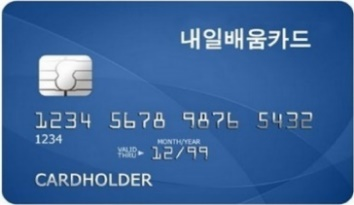 내일배움카드
1234 5678 9876 5432
1234
MONTH/YEAR
VALID THRU ▶ 12/99
CARDHOLDER